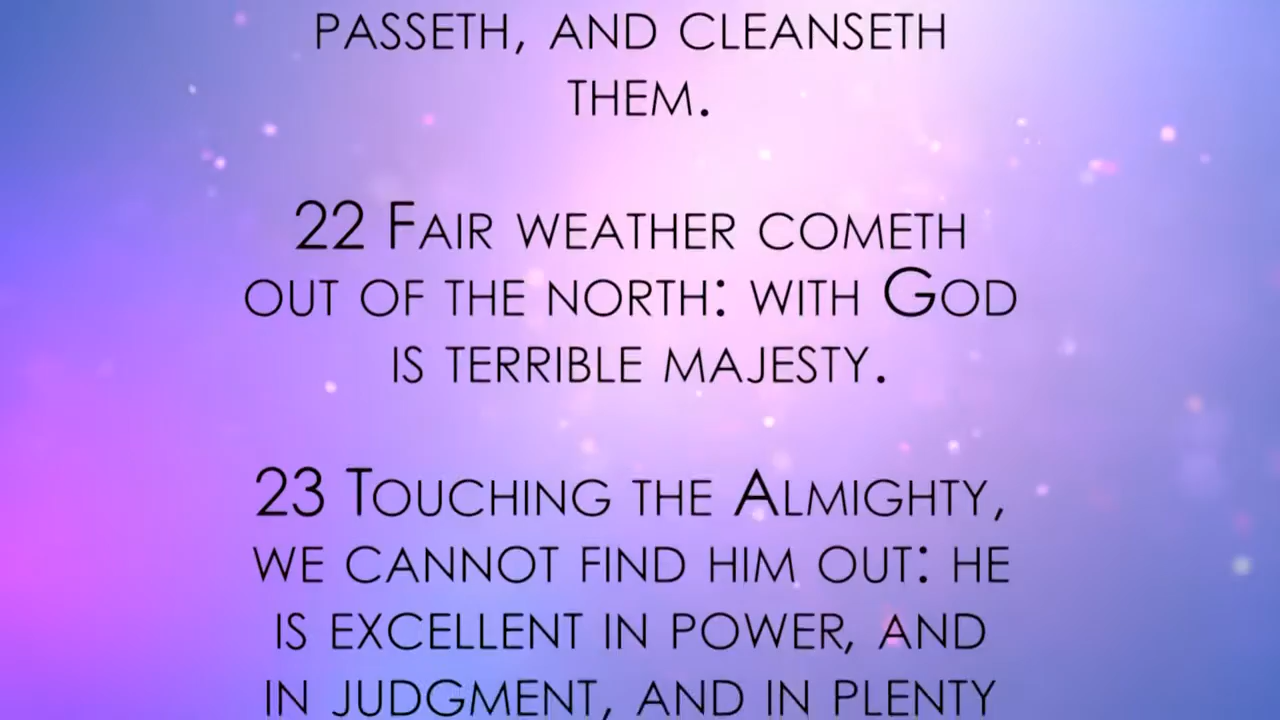 PASSETH, AND CLEANSETH
THEM.
22 FAIR WEATHER COMETH
OUT OF THE NORTH: WITH GOD
IS TERRIBLE MAJESTY.
23 TOUCHING THE ALMIGHTY,
WE CANNOT FIND HIM OUT: HE
IS EXCELLENT IN POWER, AND
IN JUDGMENT, AND IN PLENTY